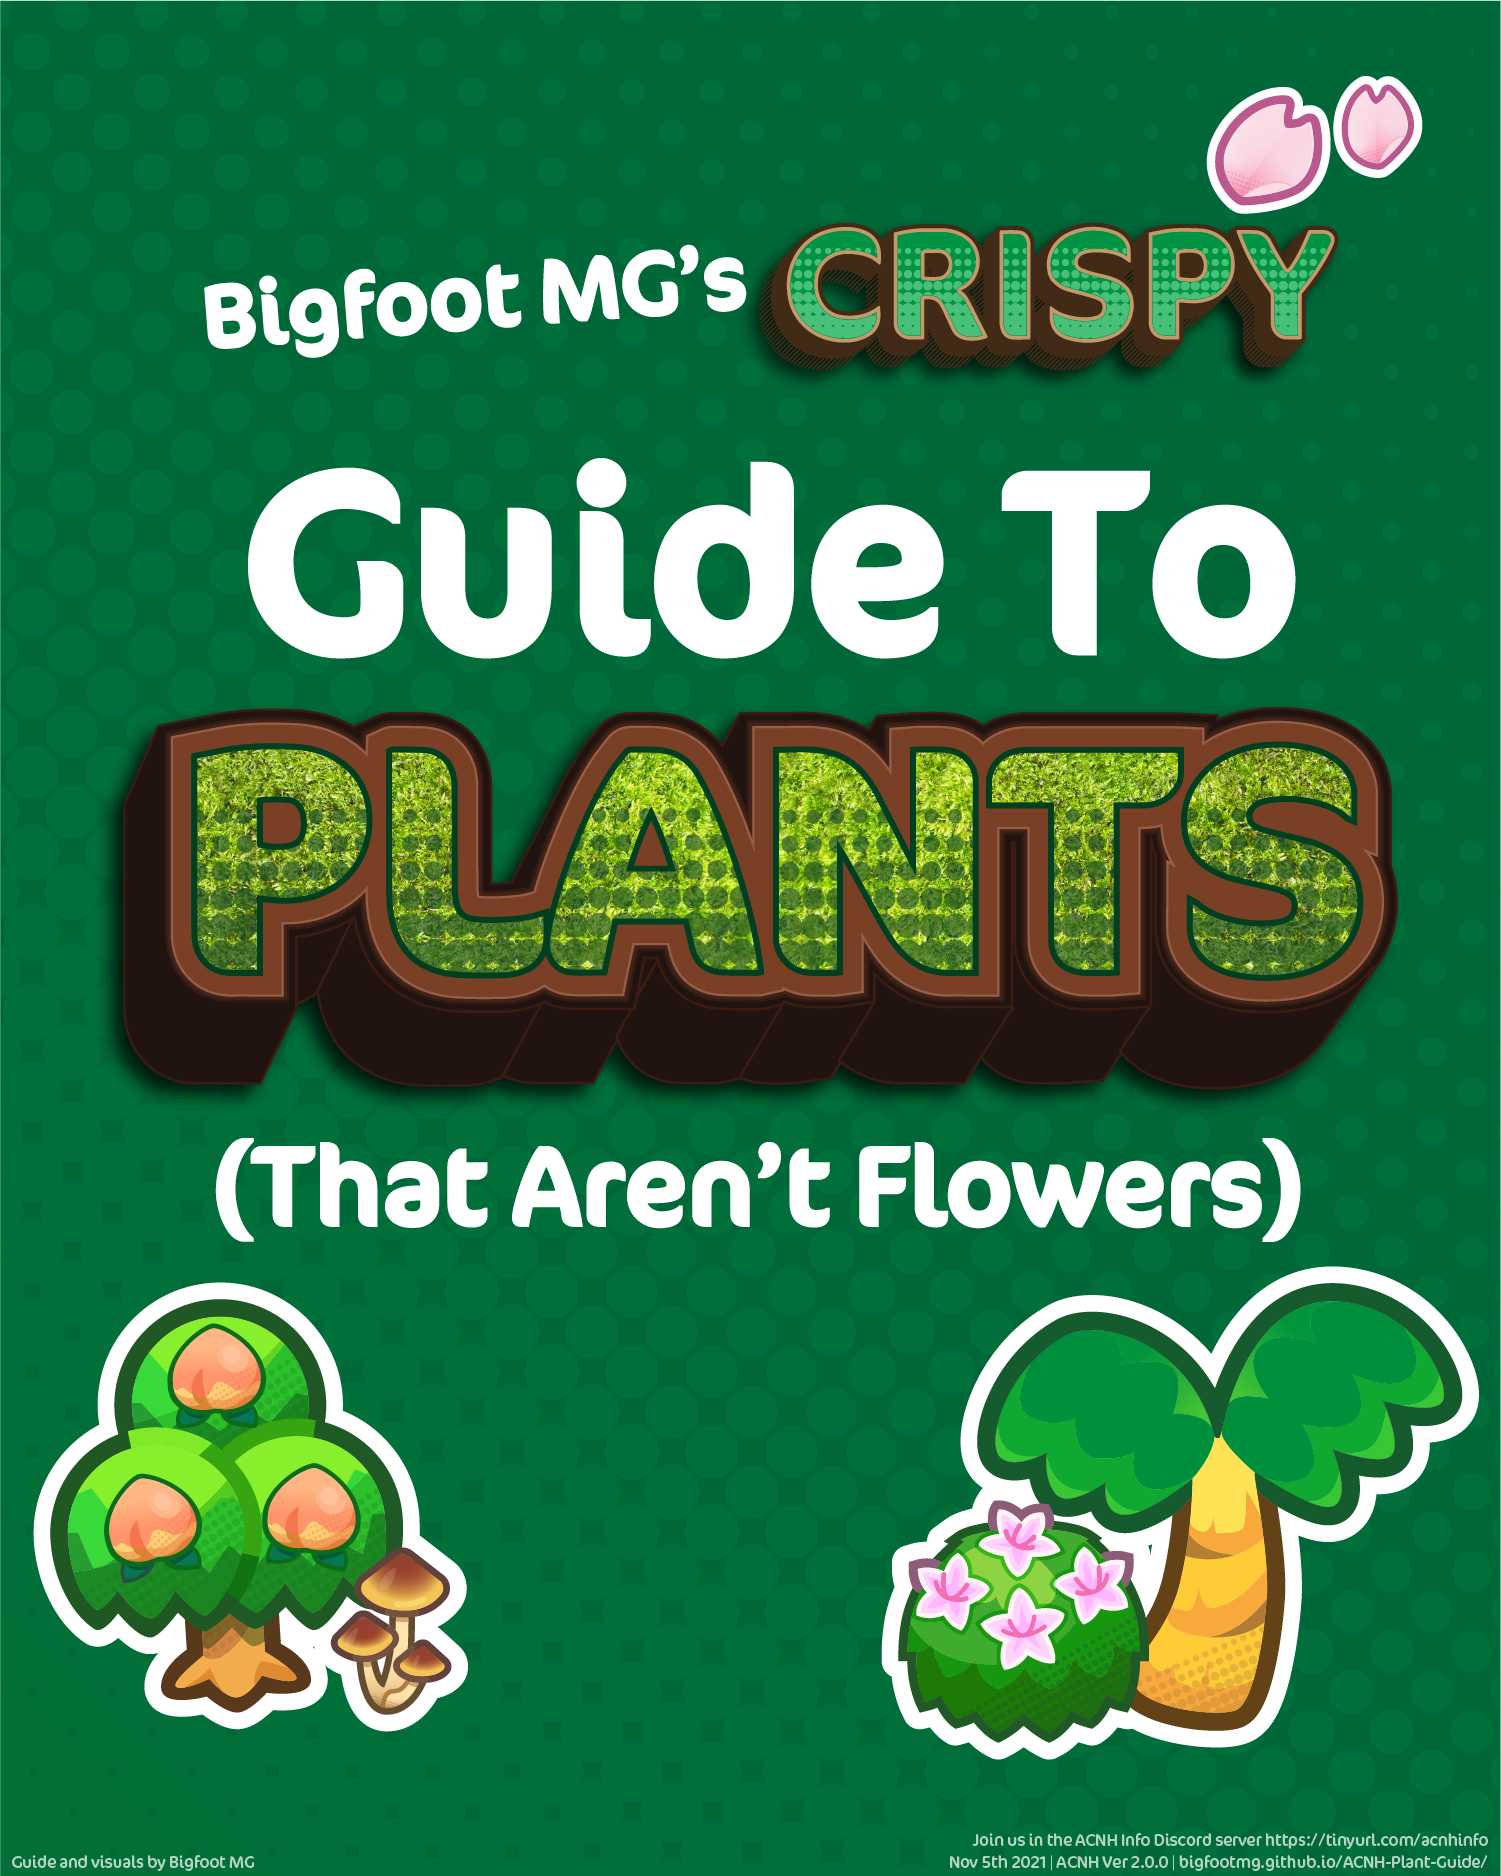 Bigfoot MG's CRISPY
Guide To
PLANTS
(That Aren't Flowers)
Join us in the ACNH Info Discord server https://tinyurl.com/acnhinfo
Guide and visuals by Bigfoot MG
Nov 5th 2021 | ACNH Ver 2.0.0 | bigfootmg.github.io/ACNH-Plant-Guide/